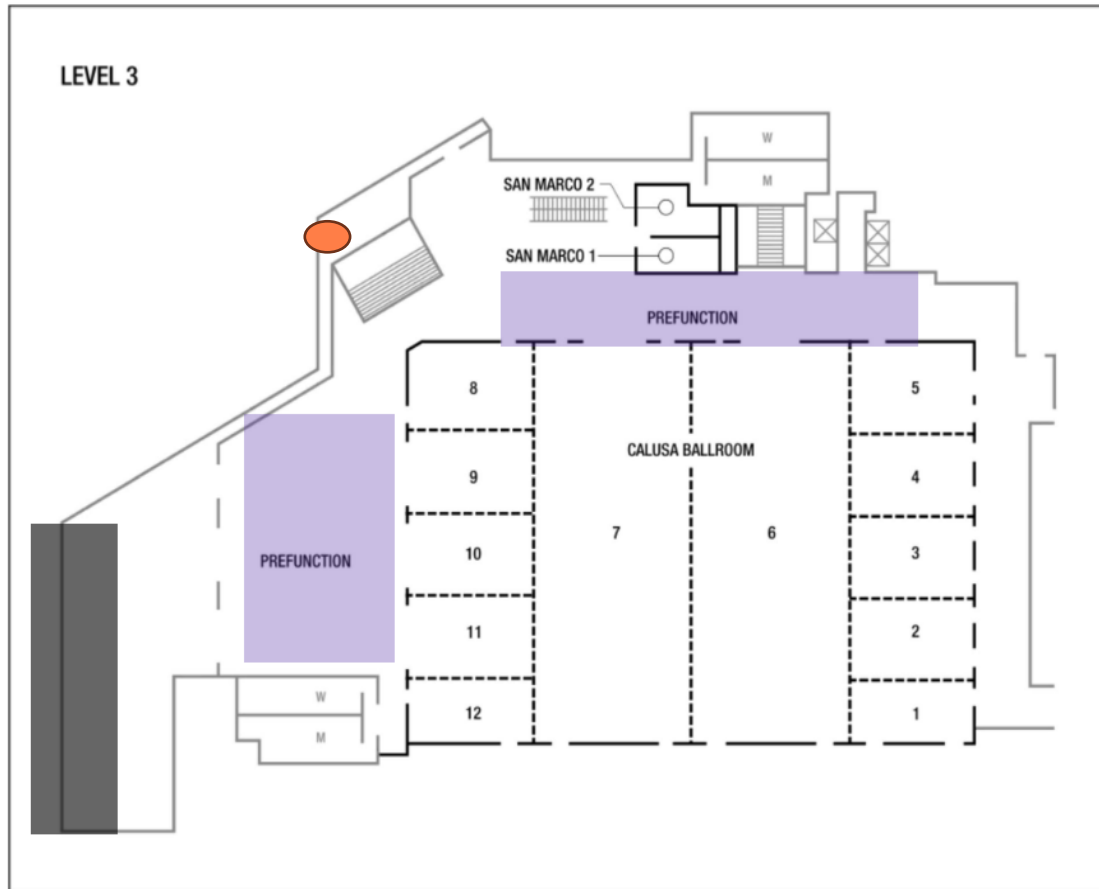 LEVEL 3
W
M
SAN MARCO 2
SAN MARCO 1
PREFUNCTION
8
5
CALUSA BALLROOM
9
4
7
6
10
3
PREFUNCTION
11
2
W
12
1
M